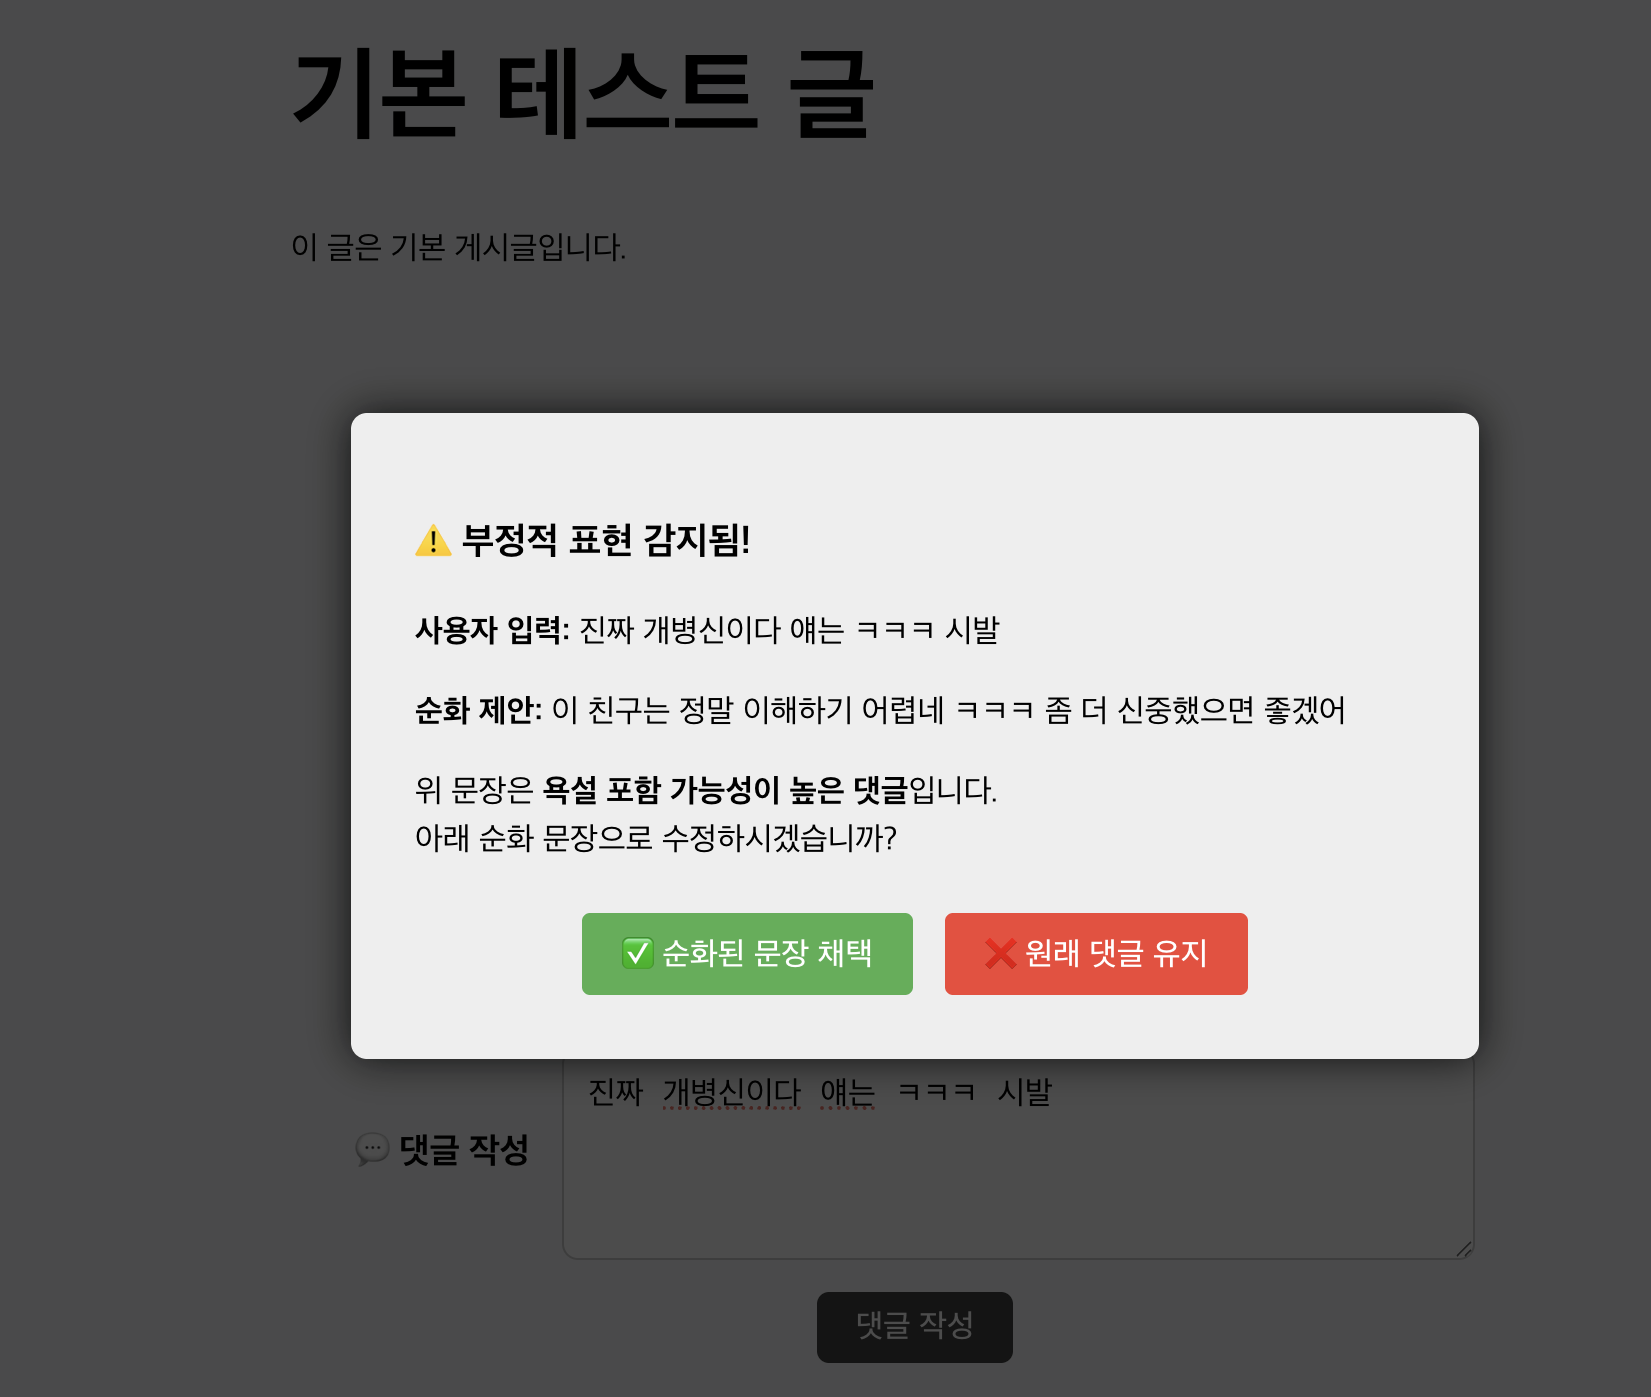 기본 테스트 글
이 글은 기본 게시글입니다.
⚠️ 부정적 표현 감지됨!
사용자 입력: 진짜 개병신이다 얘는 ㅋㅋㅋ 시발
순화 제안: 이 친구는 정말 이해하기 어렵네 ㅋㅋㅋ 좀 더 신중했으면 좋겠어
위 문장은 욕설 포함 가능성이 높은 댓글입니다.
아래 순화 문장으로 수정하시겠습니까?
✅ 순화된 문장 채택
❌ 원래 댓글 유지
진짜 개병신이다 얘는 ㅋㅋㅋ 시발
💬 댓글 작성
댓글 작성